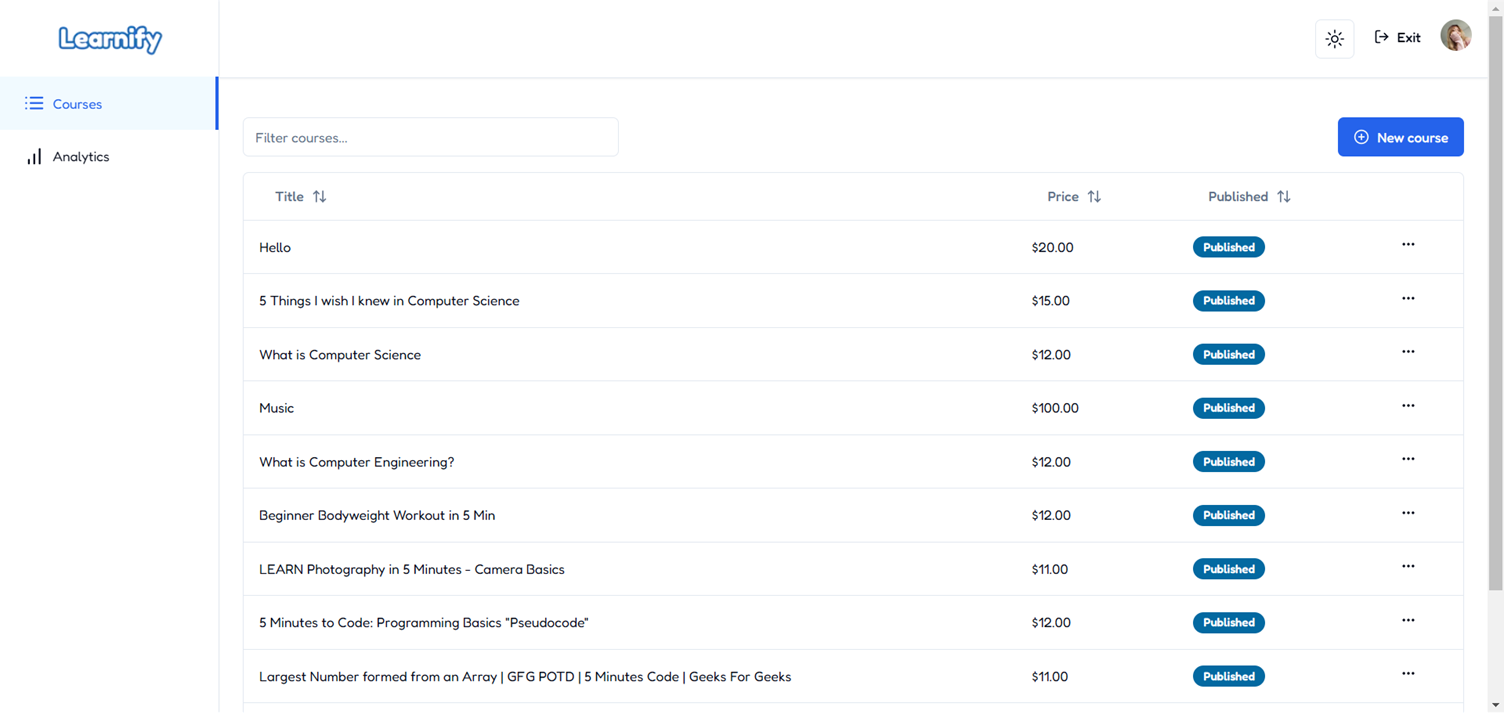 Learnify
Exit
Courses
Analytics
Filter courses...
New course
Title Price Published
Hello $20.00 Published
5 Things I wish I knew in Computer Science $15.00 Published
What is Computer Science $12.00 Published
Music $100.00 Published
What is Computer Engineering? $12.00 Published
Beginner Bodyweight Workout in 5 Min $12.00 Published
LEARN Photography in 5 Minutes - Camera Basics $11.00 Published
5 Minutes to Code: Programming Basics "Pseudocode" $12.00 Published
Largest Number formed from an Array | GFG POTD | 5 Minutes Code | Geeks For Geeks $11.00 Published